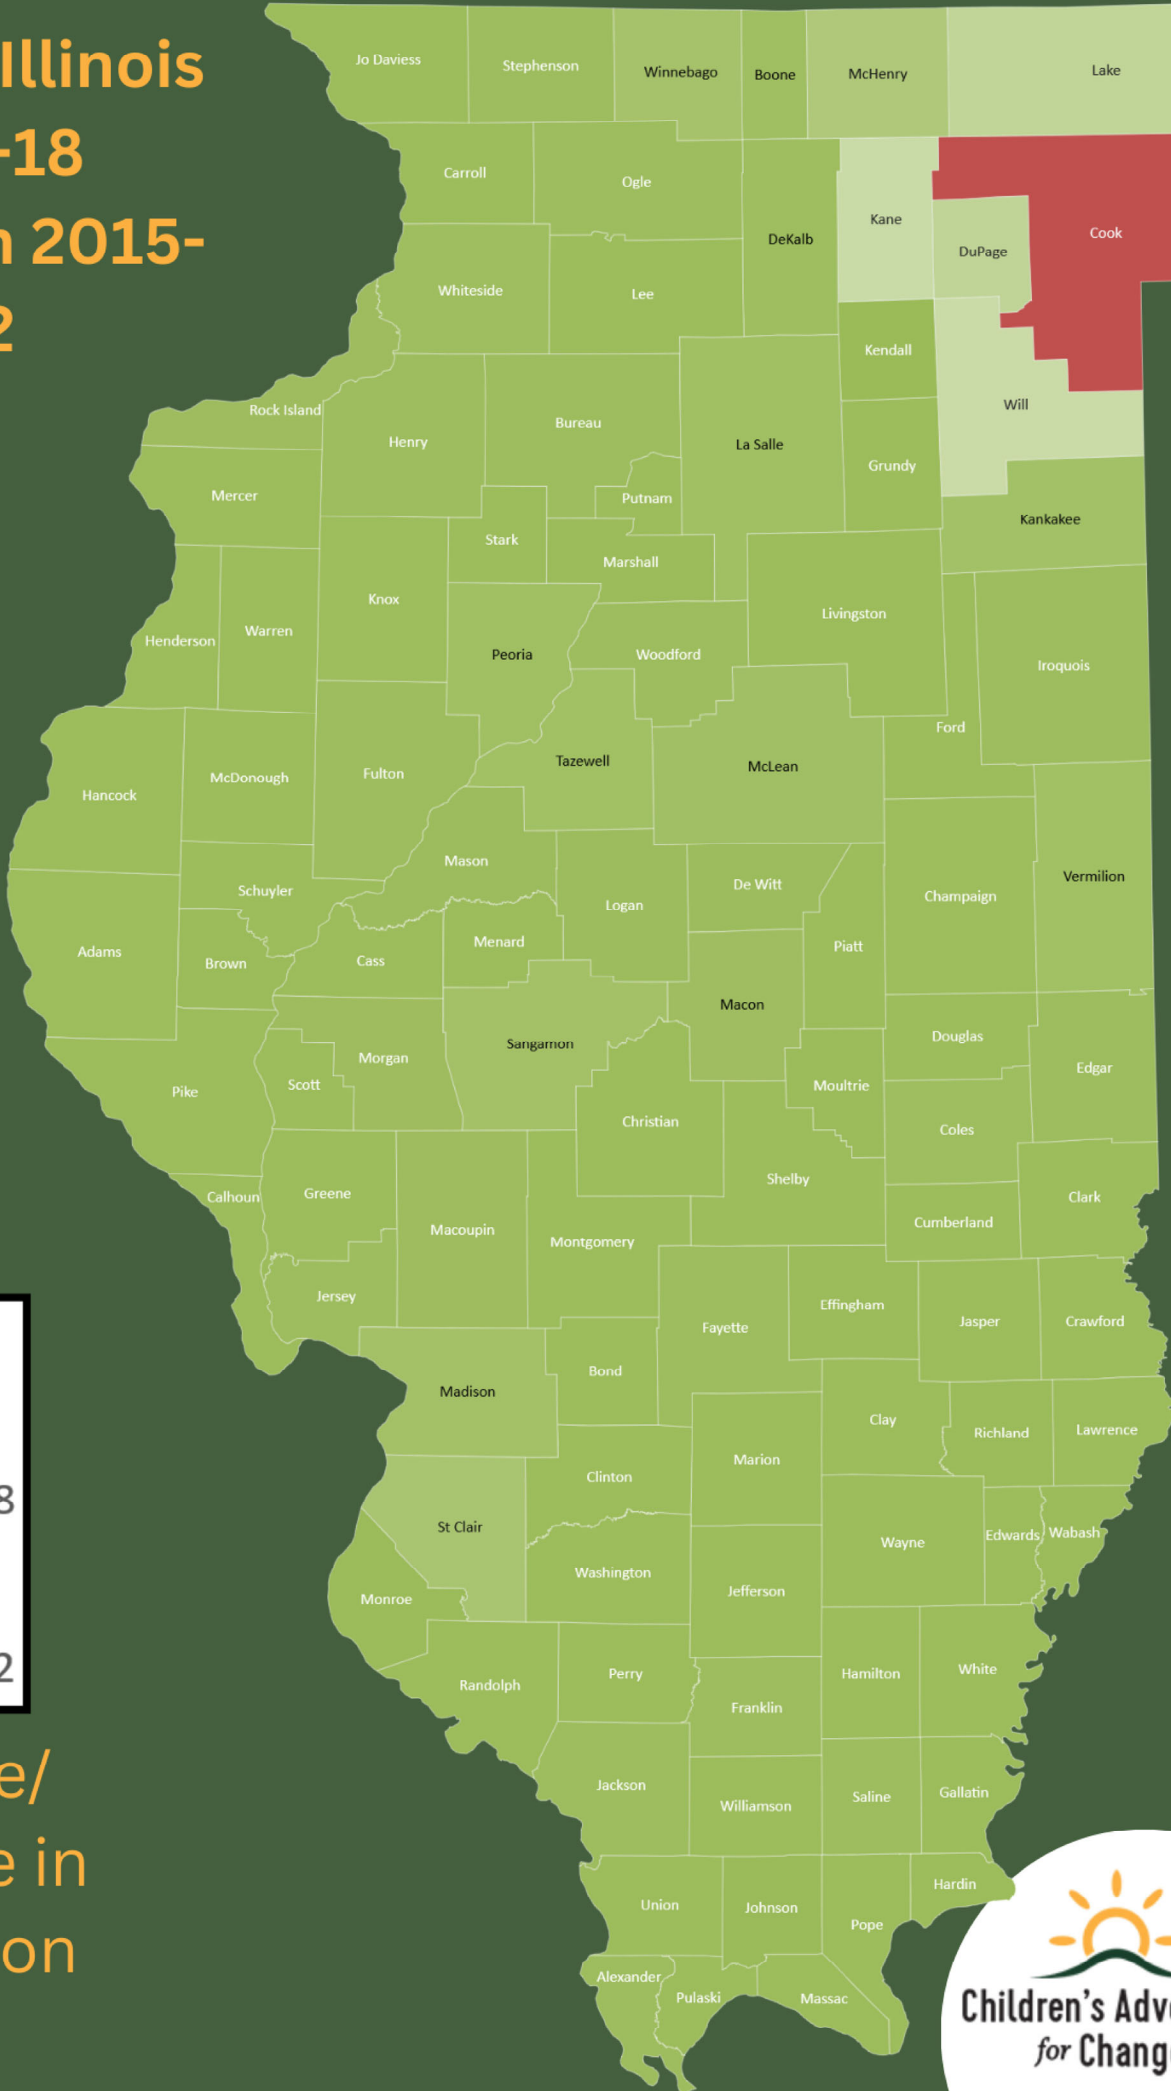 Illinois
-18
2015-
2
Jo Daviess
Stephenson
Winnebago
Boone
McHenry
Lake
Carroll
Ogle
DeKalb
Kane
DuPage
Cook
Whiteside
Lee
Kendall
Will
Rock Island
Henry
Bureau
La Salle
Grundy
Mercer
Putnam
Kankakee
Stark
Marshall
Knox
Livingston
Henderson
Warren
Peoria
Woodford
Iroquois
Ford
Hancock
McDonough
Fulton
Tazewell
McLean
Mason
Schuyler
Logan
De Witt
Champaign
Vermilion
Adams
Brown
Cass
Menard
Piatt
Macon
Sangamon
Pike
Scott
Morgan
Christian
Moultrie
Douglas
Edgar
Coles
Calhoun
Greene
Macoupin
Montgomery
Shelby
Cumberland
Clark
Jersey
Fayette
Effingham
Jasper
Crawford
Madison
Bond
Clay
Richland
Lawrence
Marion
Clinton
St Clair
8
Wayne
Edwards
Wabash
Washington
Jefferson
Monroe
2
Randolph
Perry
Franklin
Hamilton
White
e/
Jackson
Williamson
Saline
Gallatin
e in
Union
Johnson
Pope
Hardin
on
Alexander
Pulaski
Massac
Children's Adv
for Chang